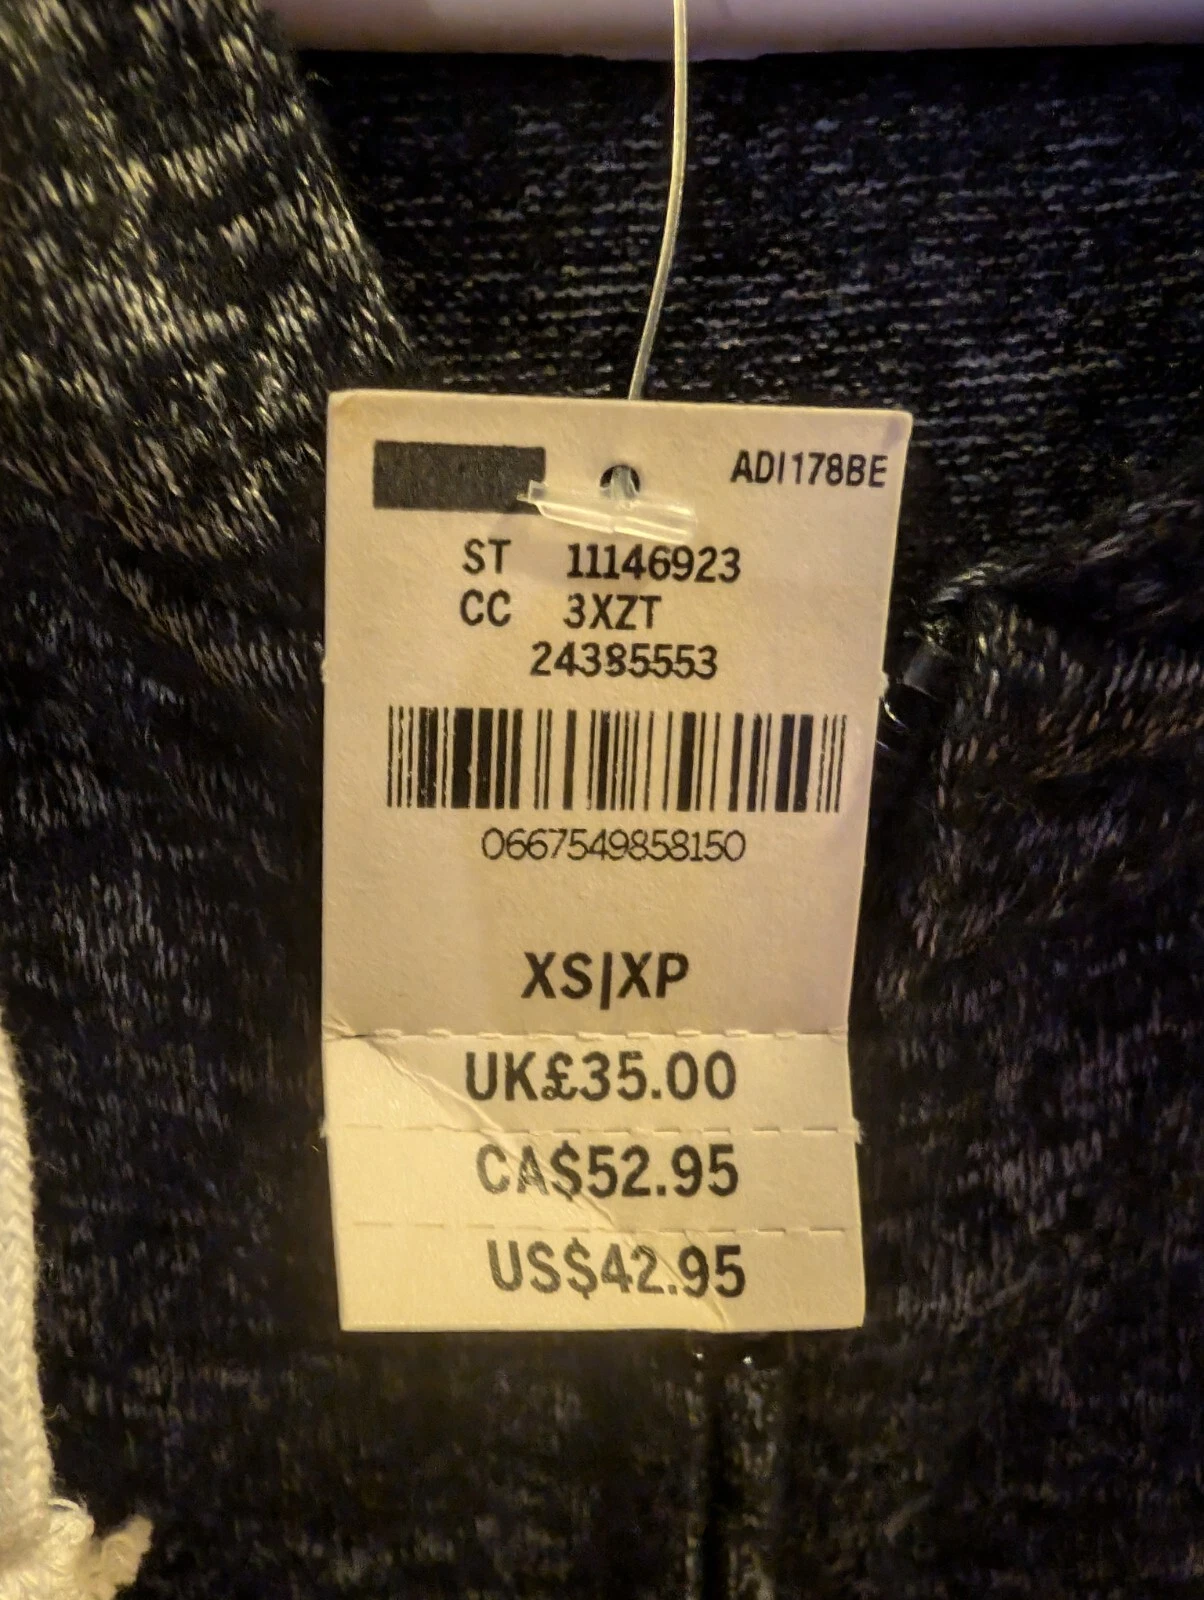 ADI178BE
ST 11146923
CC 3XZT
24385553
0667549858150
XS|XP
UK£35.00
CA$52.95
US$42.95